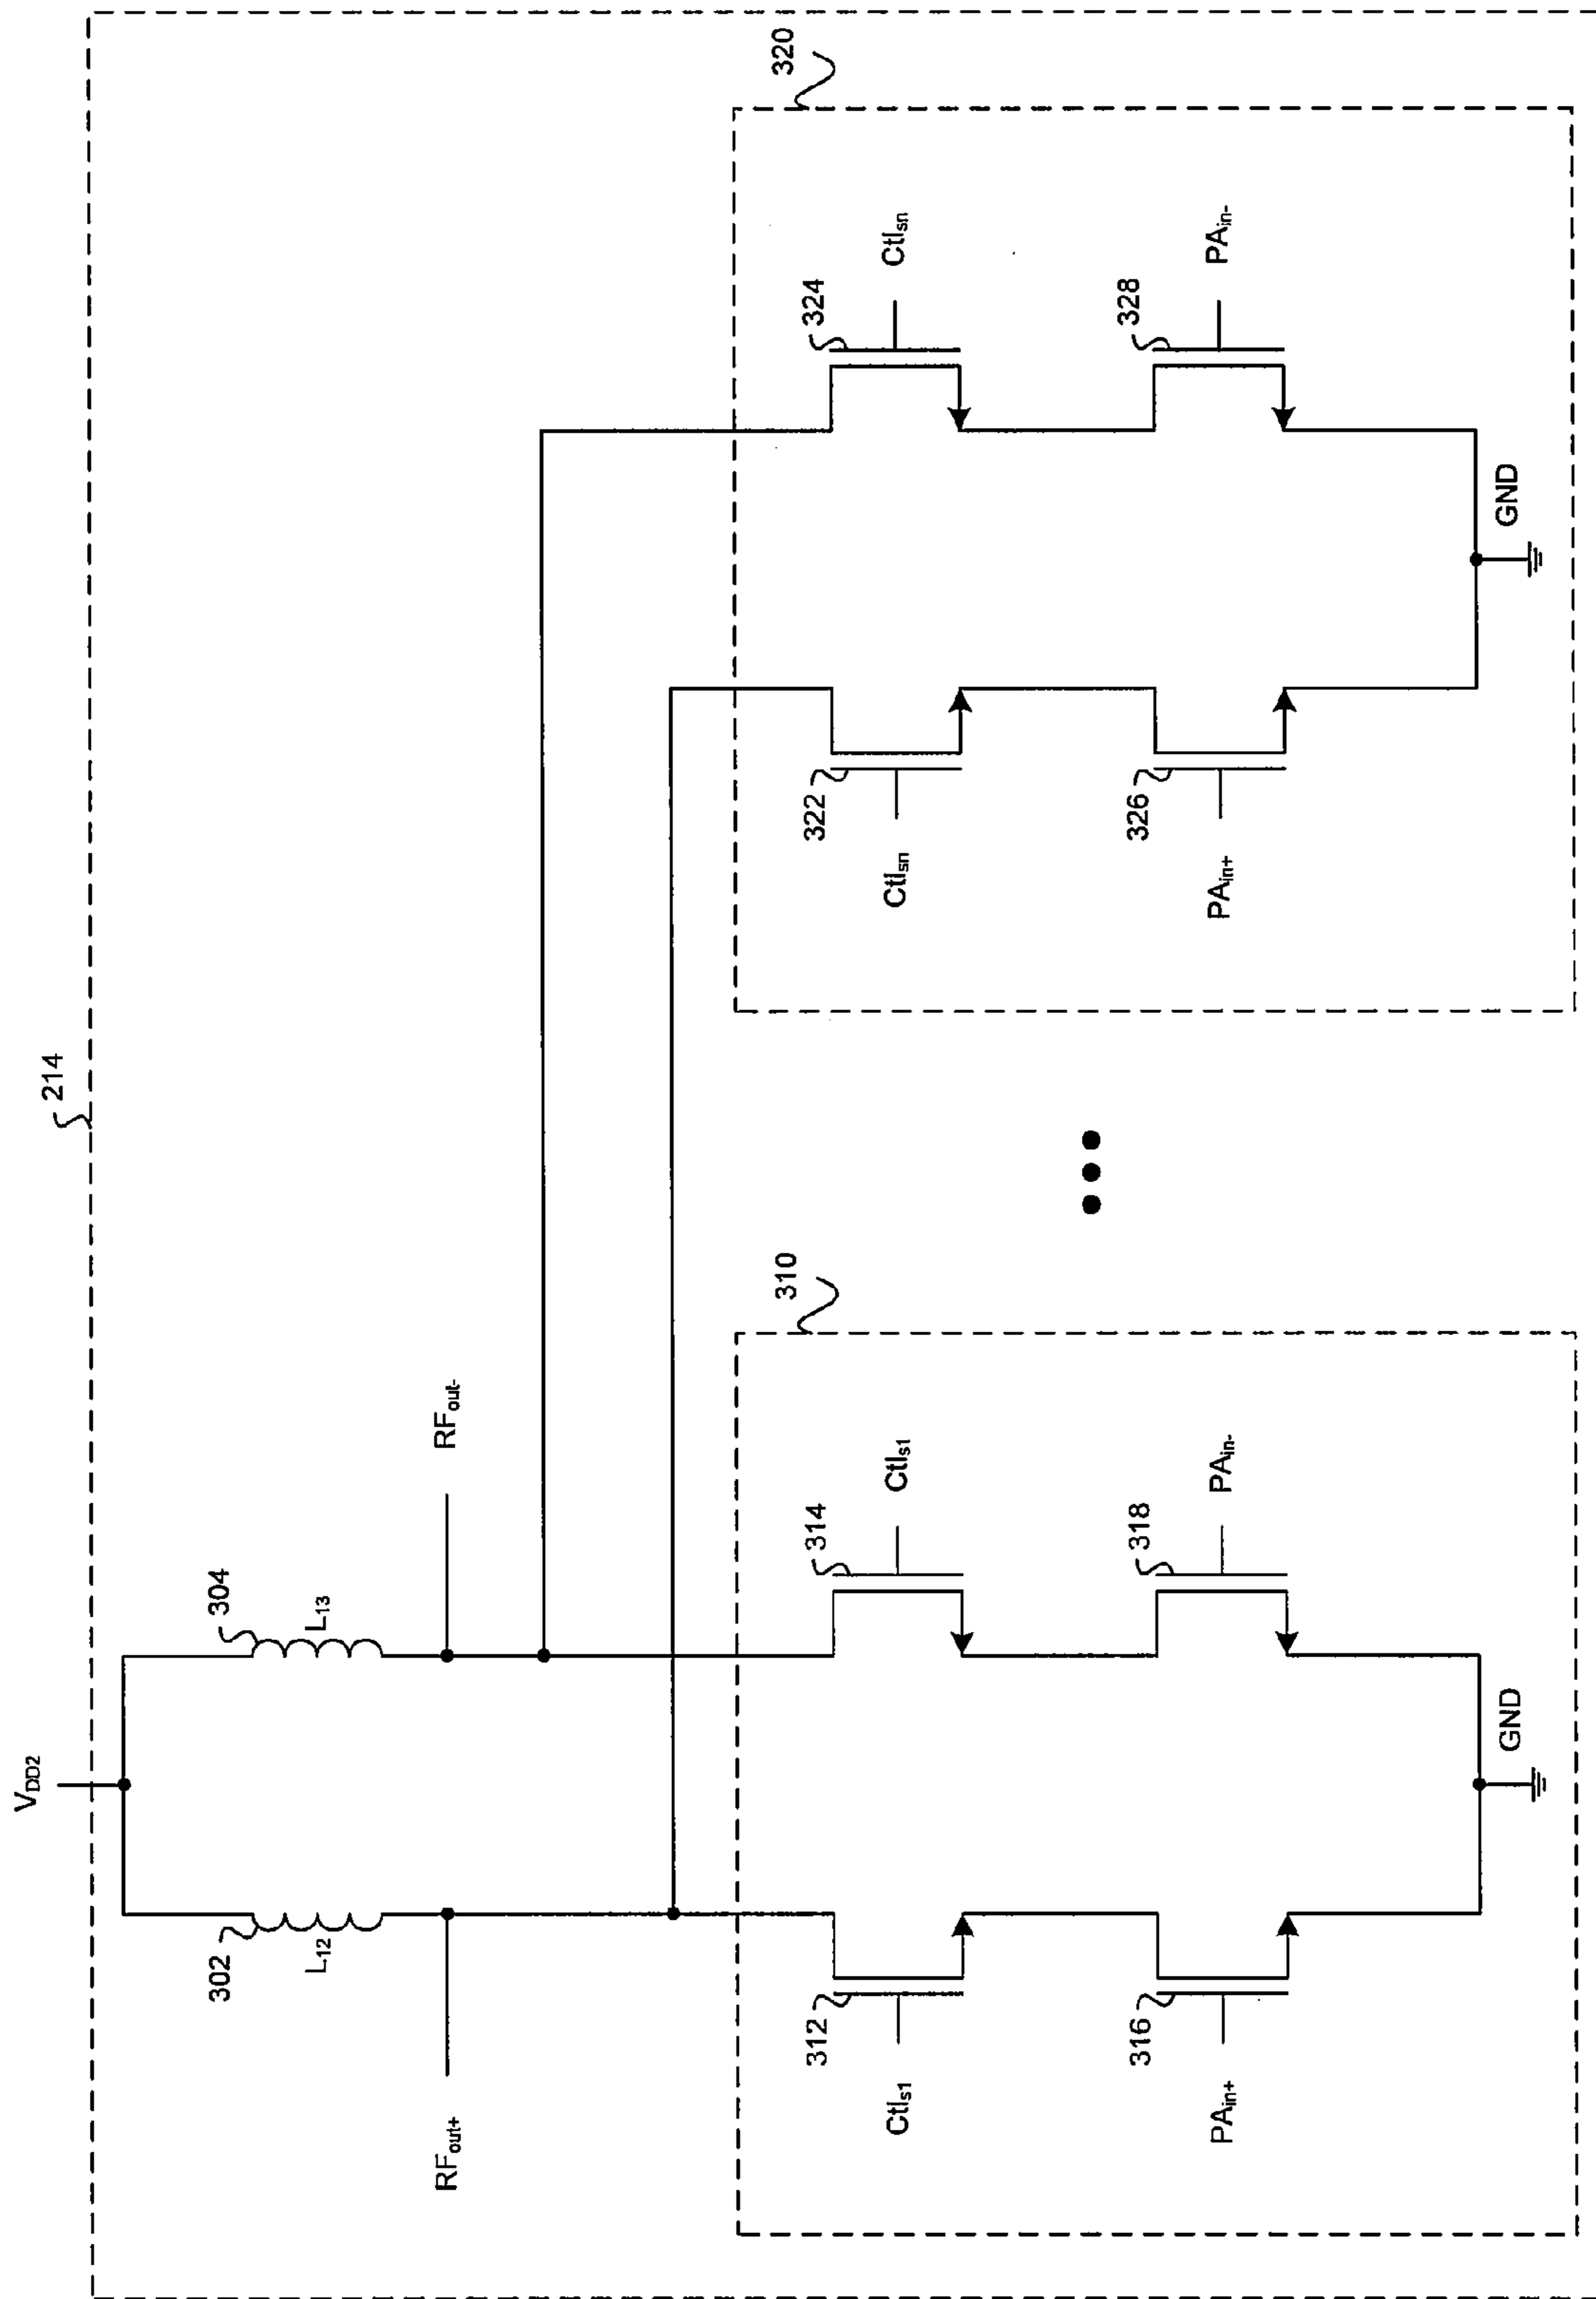 214
VDD2
302
L12
304
L13
RFout+
RFout-
310
320
312
Ctls1
314
Ctls1
316
PAin+
318
PAin-
GND
322
Ctlsn
324
Ctlsn
326
PAin+
328
PAin-
GND